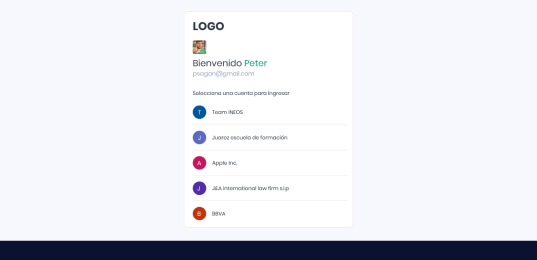 LOGO
Bienvenido Peter
psagan@gmail.com
Selecciona una cuenta para ingresar
T Team INEOS
J Juarez escuela de formación
A Apple Inc.
J JEA international law firm s.l.p
B BBVA